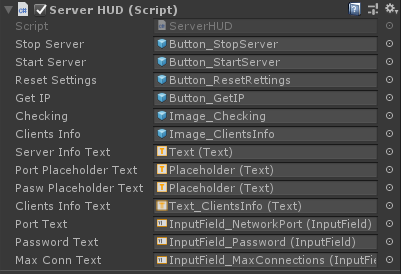 Server HUD (Script)
Script ServerHUD
Stop Server Button_StopServer
Start Server Button_StartServer
Reset Settings Button_ResetRettings
Get IP Button_GetIP
Checking Image_Checking
Clients Info Image_ClientsInfo
Server Info Text Text (Text)
Port Placeholder Text Placeholder (Text)
Pasw Placeholder Text Placeholder (Text)
Clients Info Text Text_ClientsInfo (Text)
Port Text InputField_NetworkPort (InputField)
Password Text InputField_Password (InputField)
Max Conn Text InputField_MaxConnections (InputFiel